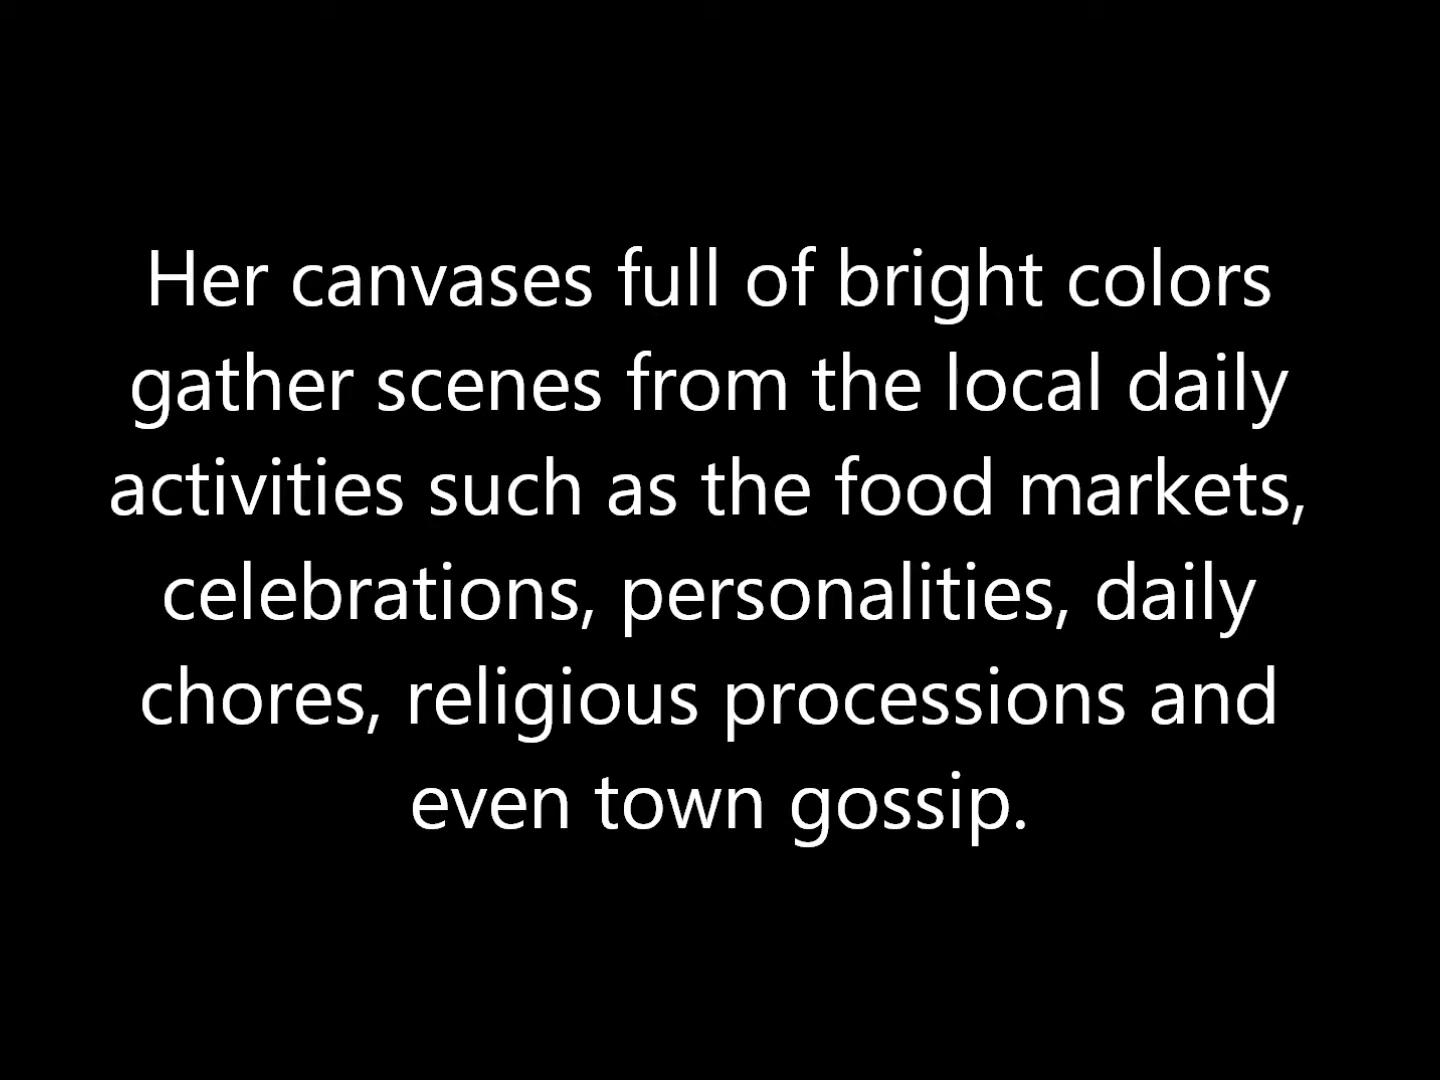 Her canvases full of bright colors
gather scenes from the local daily
activities such as the food markets,
celebrations, personalities, daily
chores, religious processions and
even town gossip.